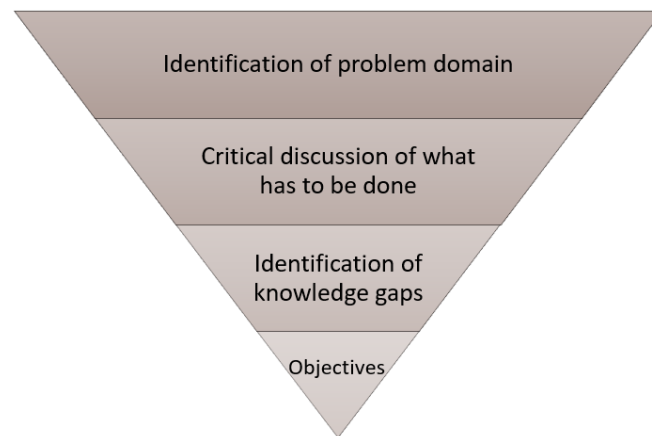 Identification of problem domain
Critical discussion of what
has to be done
Identification of
knowledge gaps
Objectives